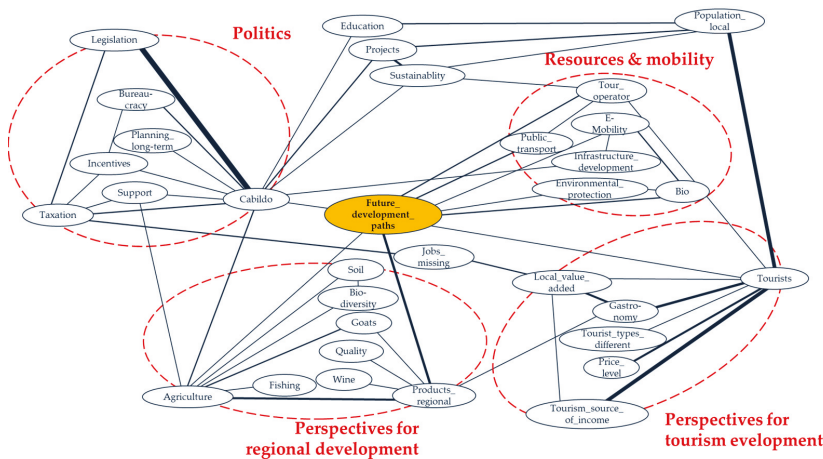 Education
Population_
local
Politics
Legislation
Projects
Sustainablity
Resources & mobility
Bureau-
cracy
Tour_
operator
Planning_
long-term
E-
Mobility
Public_
transport
Incentives
Infrastructure_
development
Support
Cabildo
Environmental_
protection
Bio
Taxation
Future_
development_
paths
Jobs_
missing
Soil
Local_value_
added
Tourists
Bio-
diversity
Gastro-
nomy
Goats
Tourist_types_
different
Quality
Price_
level
Fishing
Wine
Agriculture
Products_
regional
Tourism_source_
of_income
Perspectives for
regional development
Perspectives for
tourism evelopment